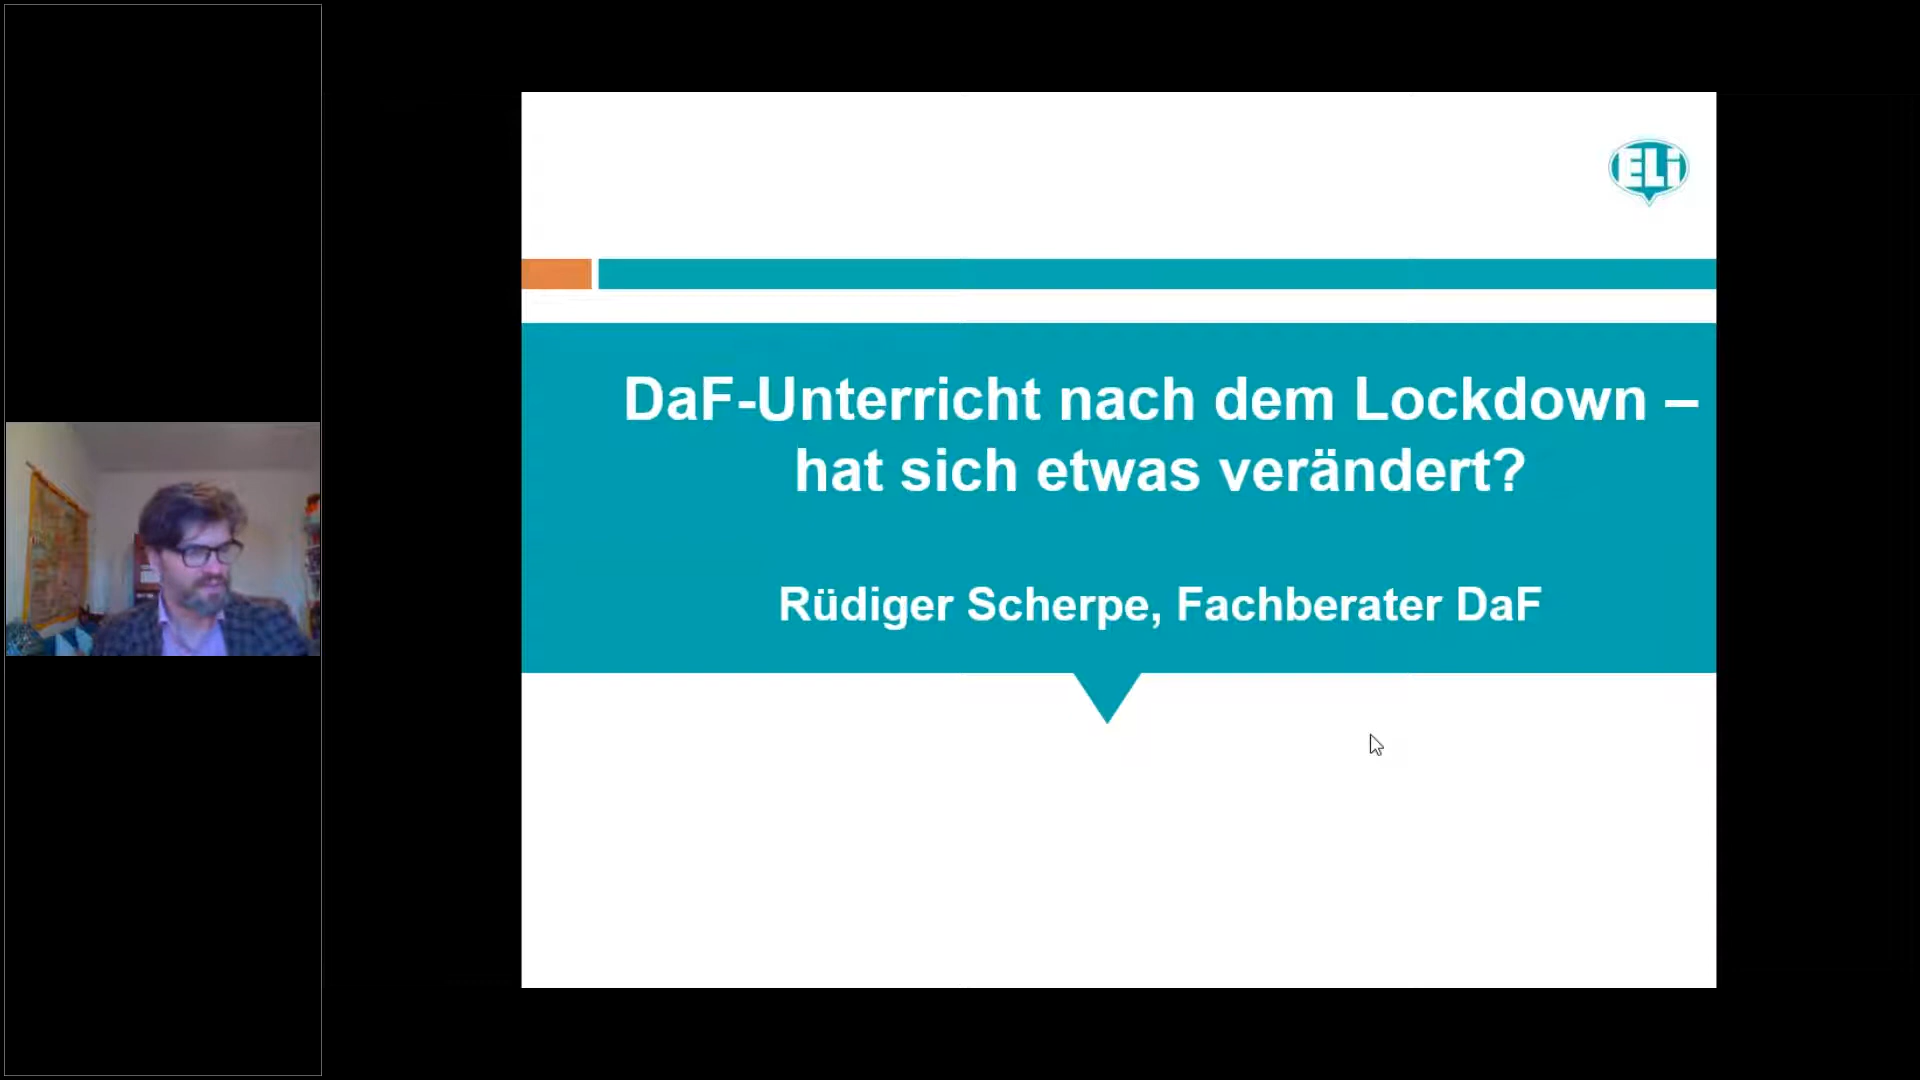 ELi
DaF-Unterricht nach dem Lockdown –
hat sich etwas verändert?
Rüdiger Scherpe, Fachberater DaF